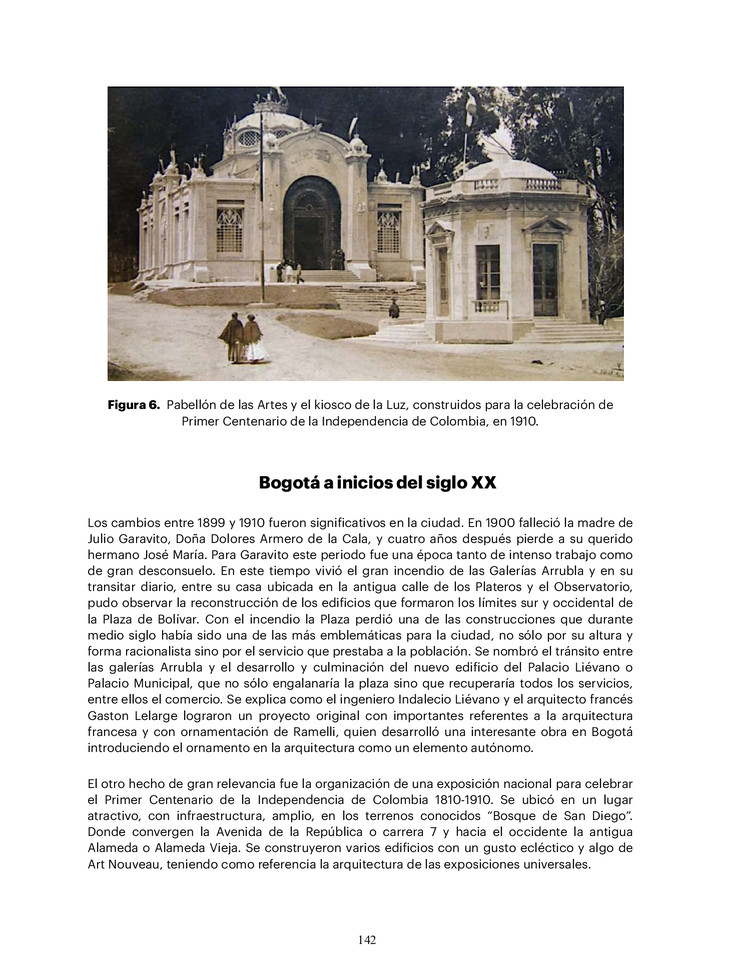 Figura 6. Pabellón de las Artes y el kiosco de la Luz, construidos para la celebración de
Primer Centenario de la Independencia de Colombia, en 1910.
Bogotá a inicios del siglo XX
Los cambios entre 1899 y 1910 fueron significativos en la ciudad. En 1900 falleció la madre de
Julio Garavito, Doña Dolores Armero de la Cala, y cuatro años después pierde a su querido
hermano José María. Para Garavito este periodo fue una época tanto de intenso trabajo como
de gran desconsuelo. En este tiempo vivió el gran incendio de las Galerías Arrubla y en su
transitar diario, entre su casa ubicada en la antigua calle de los Plateros y el Observatorio,
pudo observar la reconstrucción de los edificios que formaron los límites sur y occidental de
la Plaza de Bolívar. Con el incendio la Plaza perdió una de las construcciones que durante
medio siglo había sido una de las más emblemáticas para la ciudad, no sólo por su altura y
forma racionalista sino por el servicio que prestaba a la población. Se nombró el tránsito entre
las galerías Arrubla y el desarrollo y culminación del nuevo edificio del Palacio Liévano o
Palacio Municipal, que no sólo engalanaría la plaza sino que recuperaría todos los servicios,
entre ellos el comercio. Se explica como el ingeniero Indalecio Liévano y el arquitecto francés
Gaston Lelarge lograron un proyecto original con importantes referentes a la arquitectura
francesa y con ornamentación de Ramelli, quien desarrolló una interesante obra en Bogotá
introduciendo el ornamento en la arquitectura como un elemento autónomo.
El otro hecho de gran relevancia fue la organización de una exposición nacional para celebrar
el Primer Centenario de la Independencia de Colombia 1810-1910. Se ubicó en un lugar
atractivo, con infraestructura, amplio, en los terrenos conocidos “Bosque de San Diego”.
Donde convergen la Avenida de la República o carrera 7 y hacia el occidente la antigua
Alameda o Alameda Vieja. Se construyeron varios edificios con un gusto ecléctico y algo de
Art Nouveau, teniendo como referencia la arquitectura de las exposiciones universales.
142